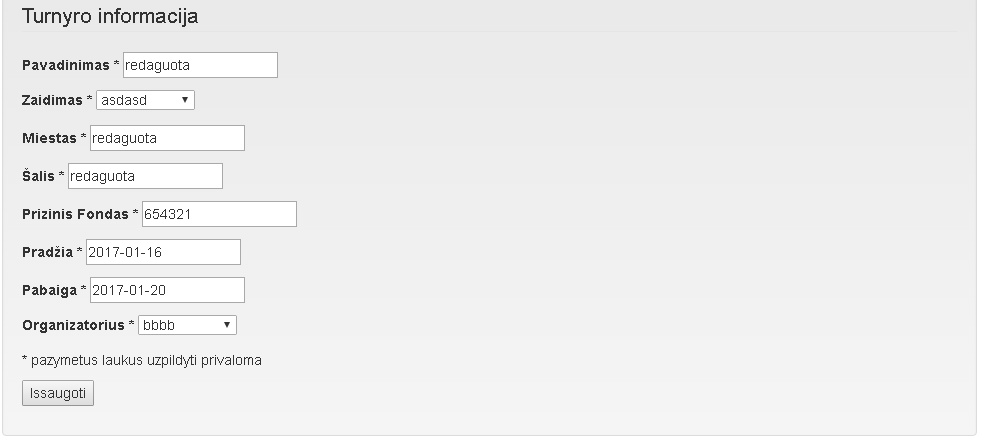 Turnyro informacija
Pavadinimas * redaguota
Zaidimas * asdasd
Miestas * redaguota
Šalis * redaguota
Prizinis Fondas * 654321
Pradžia * 2017-01-16
Pabaiga * 2017-01-20
Organizatorius * bbbb
* pazymetus laukus uzpildyti privaloma
Issaugoti